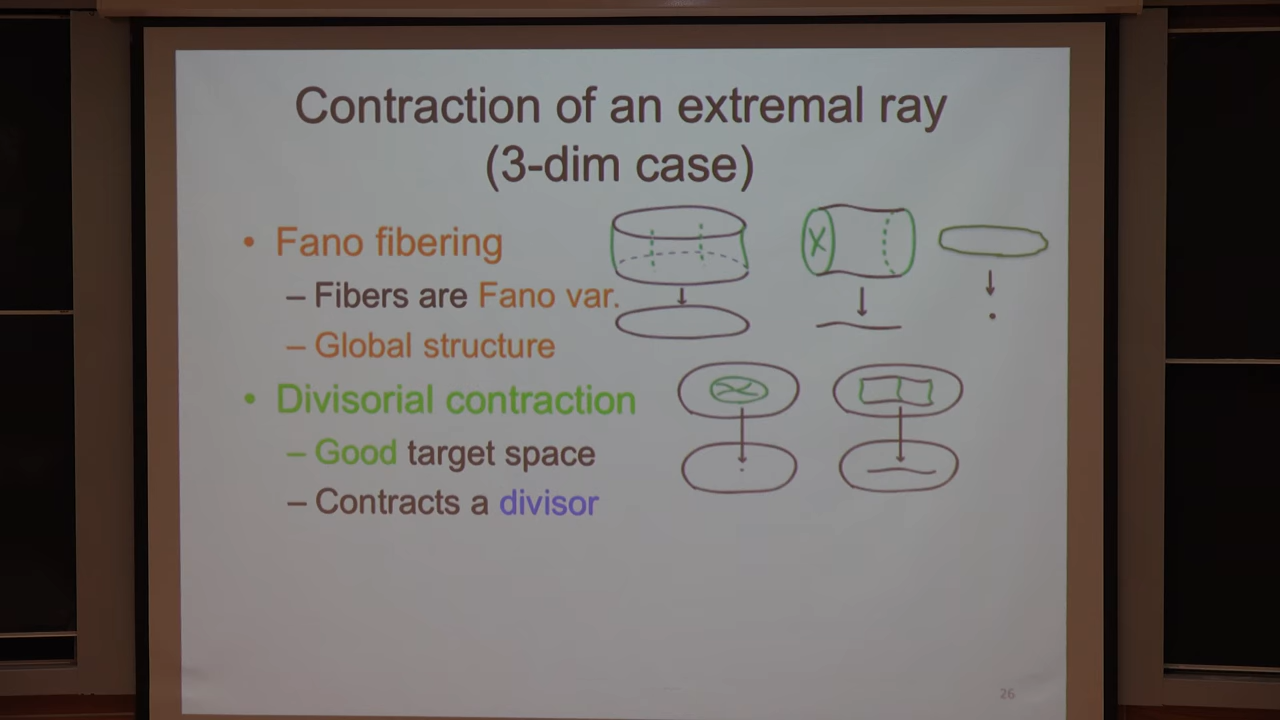 Contraction of an extremal ray
(3-dim case)
• Fano fibering
– Fibers are Fano var.
– Global structure
• Divisorial contraction
– Good target space
– Contracts a divisor
26